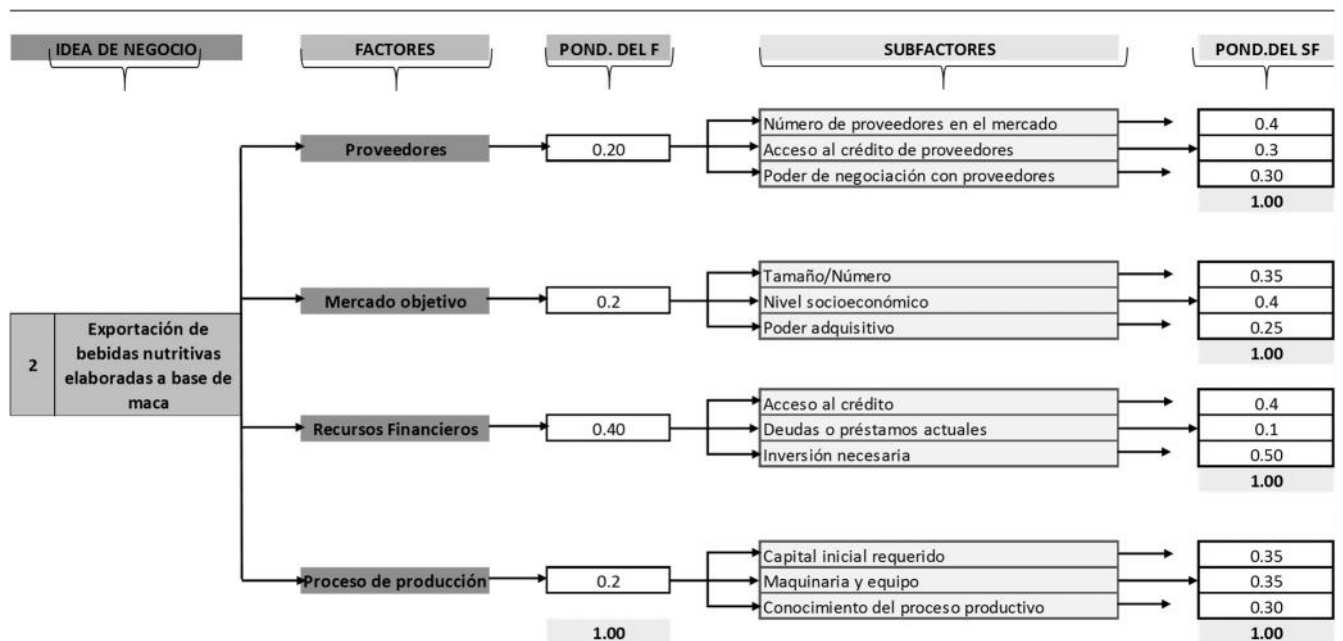 IDEA DE NEGOCIO FACTORES POND. DEL F SUBFACTORES POND.DEL SF
Número de proveedores en el mercado 0.4
Proveedores 0.20 Acceso al crédito de proveedores 0.3
Poder de negociación con proveedores 0.30
1.00
Tamaño/Número 0.35
Mercado objetivo 0.2 Nivel socioeconómico 0.4
Poder adquisitivo 0.25
1.00
2
Exportación de
bebidas nutritivas
elaboradas a base de
maca
Acceso al crédito 0.4
Recursos Financieros 0.40 Deudas o préstamos actuales 0.1
Inversión necesaria 0.50
1.00
Capital inicial requerido 0.35
Proceso de producción 0.2 Maquinaria y equipo 0.35
Conocimiento del proceso productivo 0.30
1.00 1.00